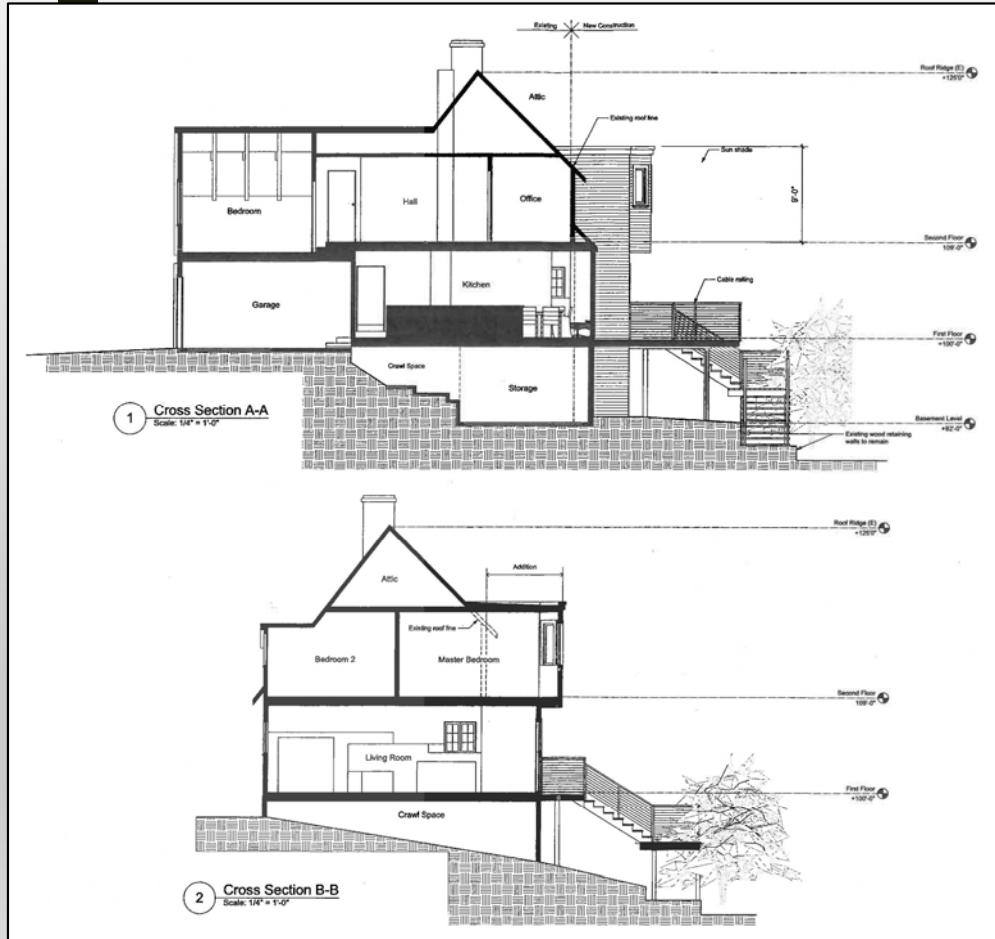 Existing New Construction
Roof Ridge (E)
+125'0"
Attic
Existing roof line
Sun shade
9'-0"
Bedroom
Hall
Office
Second Floor
109'-0"
Kitchen
Cable railing
Garage
First Floor
+100'-0"
Crawl Space
Storage
1
Cross Section A-A
Scale: 1/4" = 1'-0"
Basement Level
+92'-0"
Existing wood retaining
walls to remain
Roof Ridge (E)
+125'0"
Addition
Attic
Existing roof line
Bedroom 2
Master Bedroom
Second Floor
109'-0"
Living Room
First Floor
+100'-0"
Crawl Space
2
Cross Section B-B
Scale: 1/4" = 1'-0"